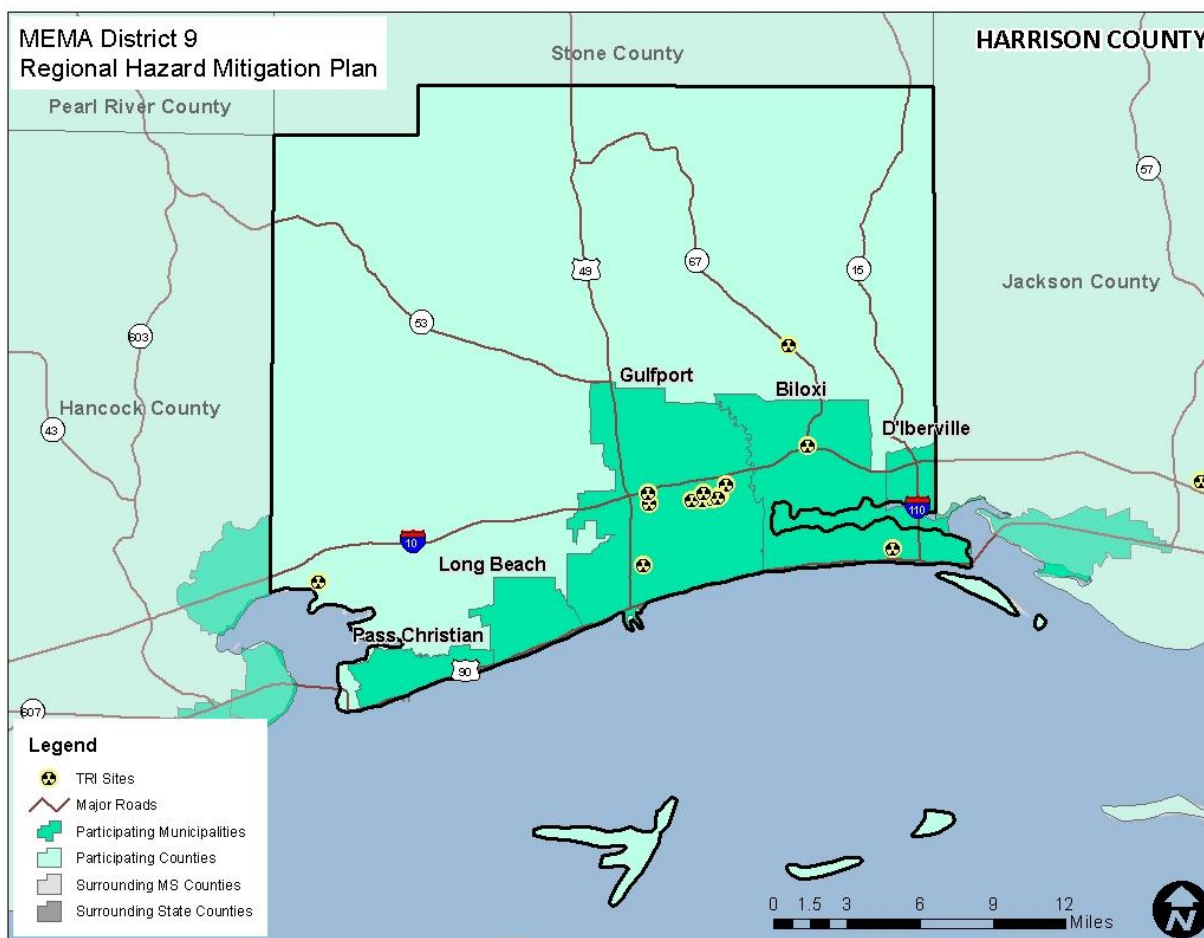 MEMA District 9
Regional Hazard Mitigation Plan
HARRISON COUNTY
Stone County
Pearl River County
57
67
15
49
Jackson County
53
603
Gulfport
Biloxi
Hancock County
43
D'Iberville
110
10
Long Beach
Pass Christian
90
607
Legend
TRI Sites
Major Roads
Participating Municipalities
Participating Counties
Surrounding MS Counties
Surrounding State Counties
0 1.5 3 6 9 12
Miles
N